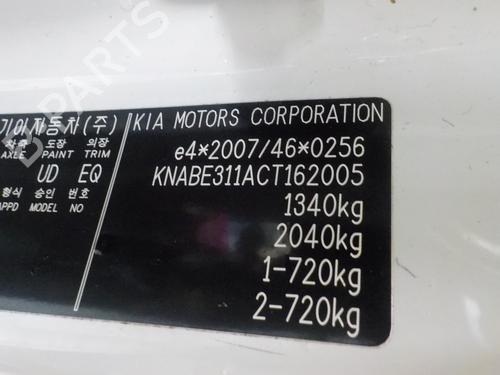 기아자동차(주) KIA MOTORS CORPORATION
차축 도장 의장
AXLE PAINT TRIM
e4*2007/46*0256
UD EQ
KNABE311ACT162005
형식 승인 번호
APPD MODEL NO
1340kg
2040kg
1-720kg
2-720kg
B-PARTS